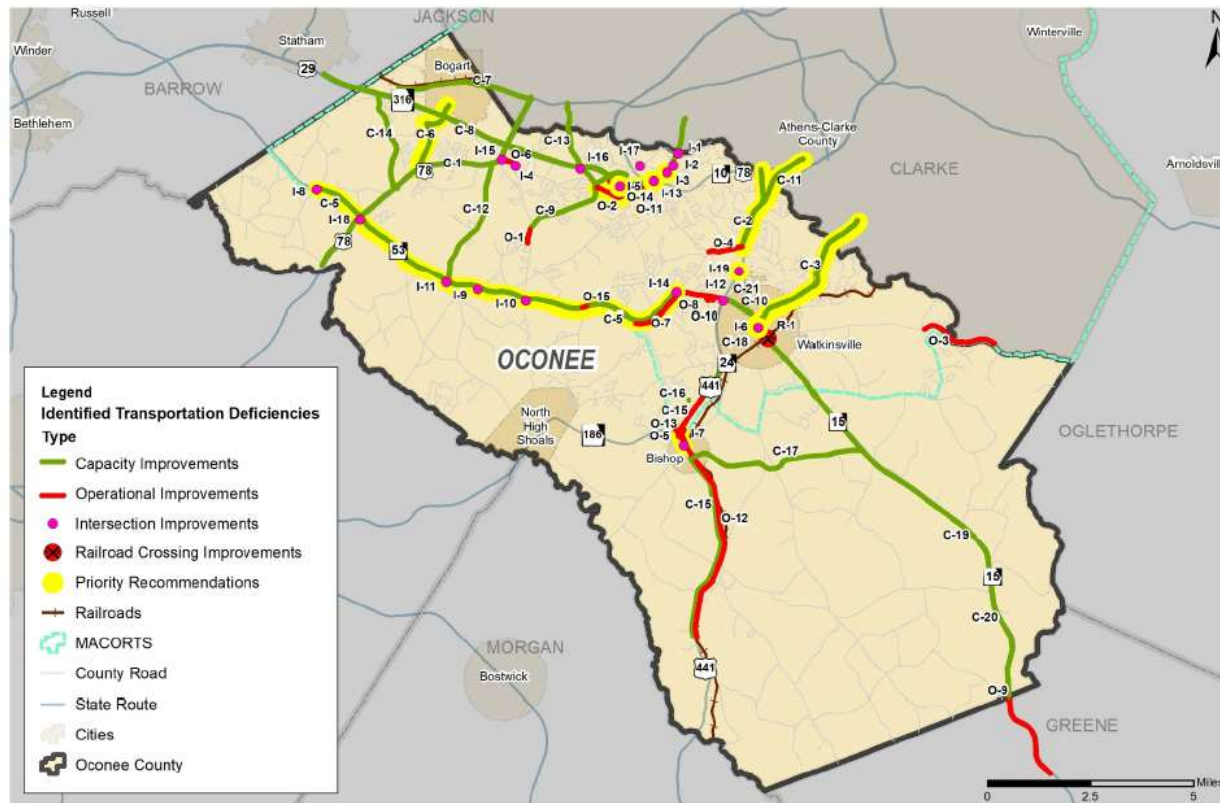 Russell
JACKSON
N
Statham
Winterville
Winder
29
Bogart
C-7
BARROW
316
Bethlehem
C-14
C-6
C-8
C-13
Athens-Clarke
County
I-1
I-17
I-15
O-6
I-16
I-2
CLARKE
Arnoldsville
78
C-1
I-4
I-5
I-3
10
78
C-11
I-13
O-14
I-8
C-5
O-2
O-11
C-12
C-9
C-2
I-18
O-1
O-4
78
53
C-3
I-19
I-14
I-12
C-21
I-11
I-9
O-8
C-10
I-10
O-15
O-10
C-5
O-7
I-6
R-1
C-18
Watkinsville
O-3
OCONEE
24
441
C-16
C-15
OGLETHORPE
North
High
Shoals
186
O-13
O-5
I-7
15
Bishop
C-17
C-15
O-12
C-19
15
C-20
MORGAN
Bostwick
441
O-9
GREENE
Legend
Identified Transportation Deficiencies
Type
Capacity Improvements
Operational Improvements
Intersection Improvements
Railroad Crossing Improvements
Priority Recommendations
Railroads
MACORTS
County Road
State Route
Cities
Oconee County
Miles
0 2.5 5